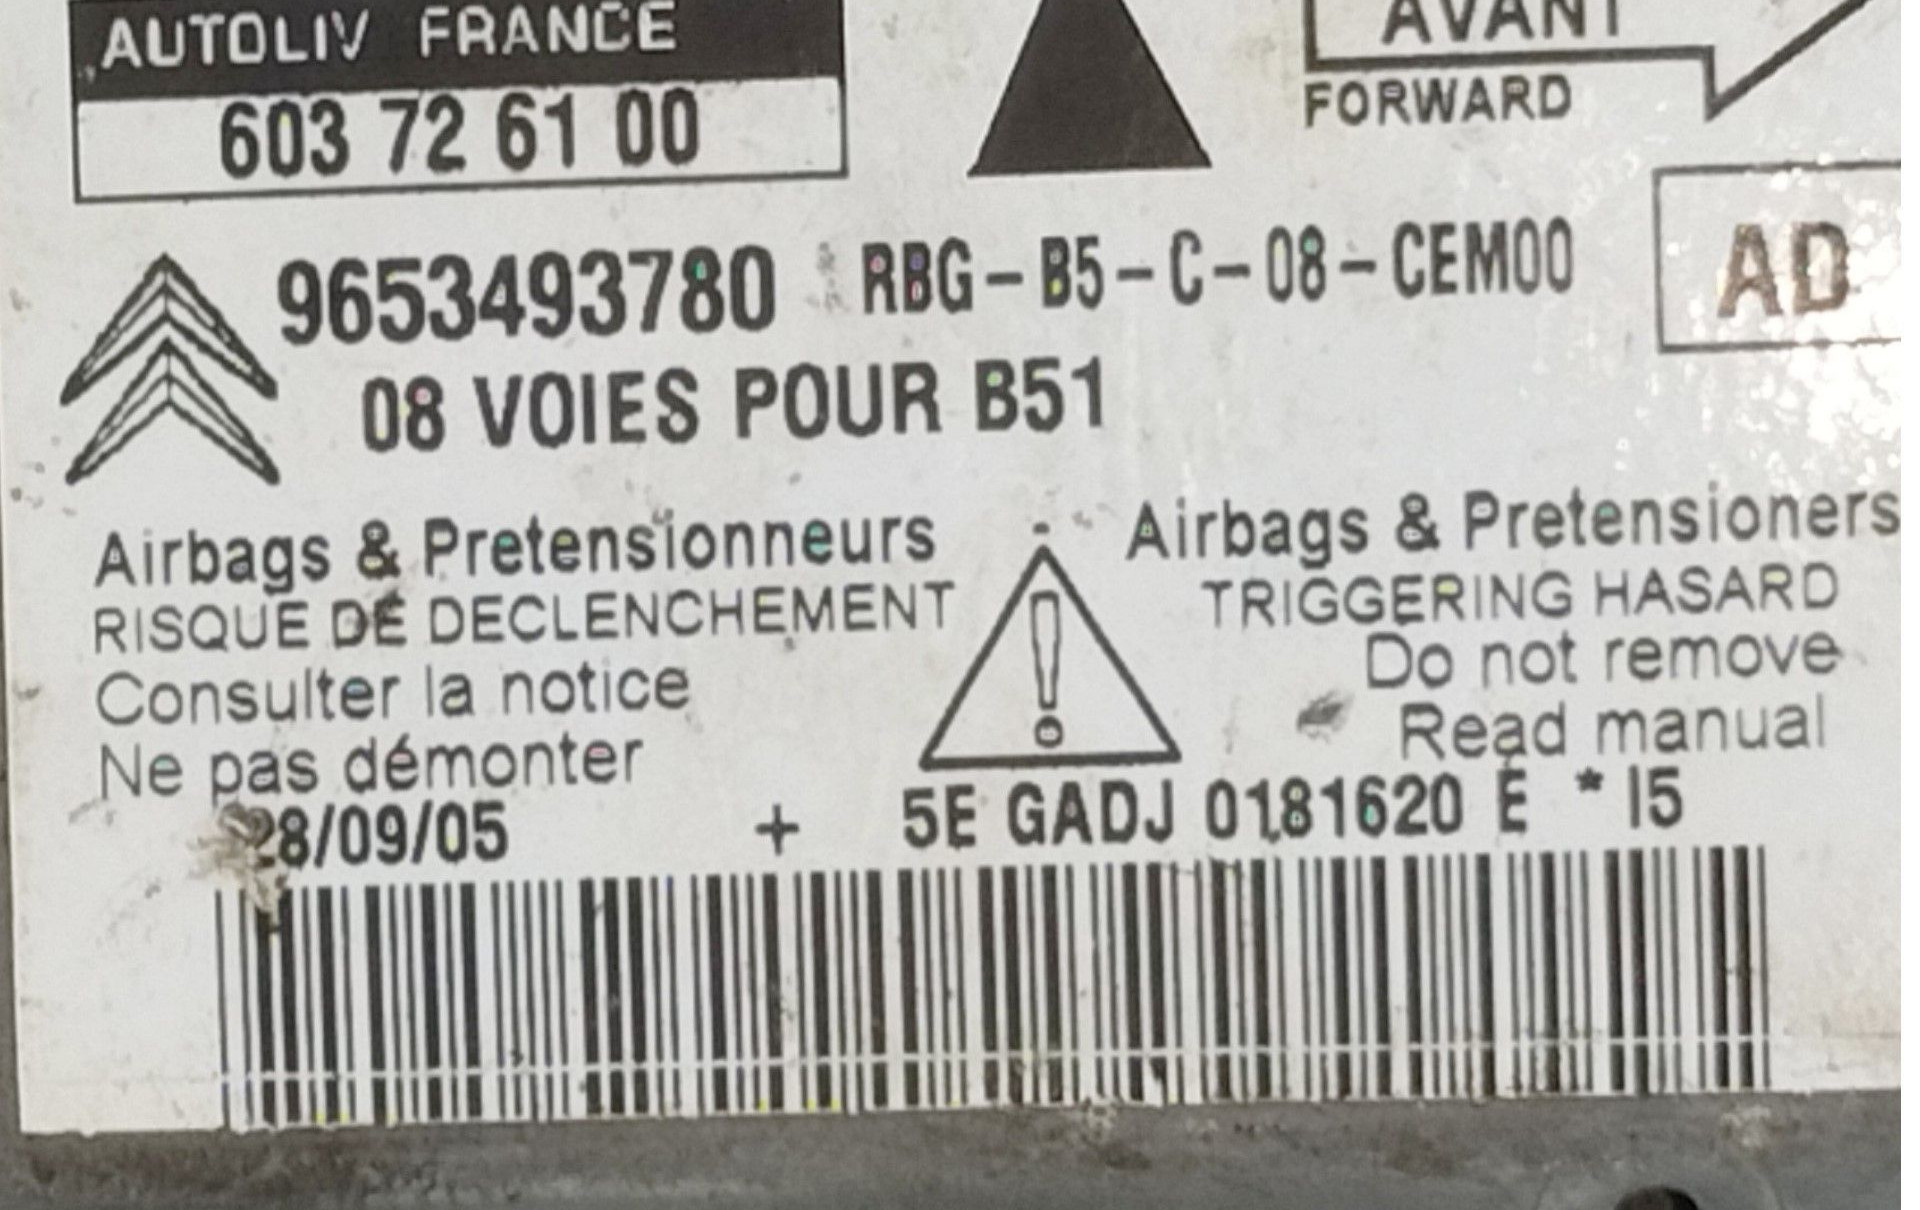 AUTOLIV FRANCE
603 72 61 00
AVANT
FORWARD
9653493780 RBG-B5-C-08-CEM00
AD
08 VOIES POUR B51
Airbags & Pretensionneurs
RISQUE DE DECLENCHEMENT
Consulter la notice
Ne pas démonter
Airbags & Pretensioners
TRIGGERING HASARD
Do not remove
Read manual
28/09/05 + 5E GADJ 0181620 E * I5